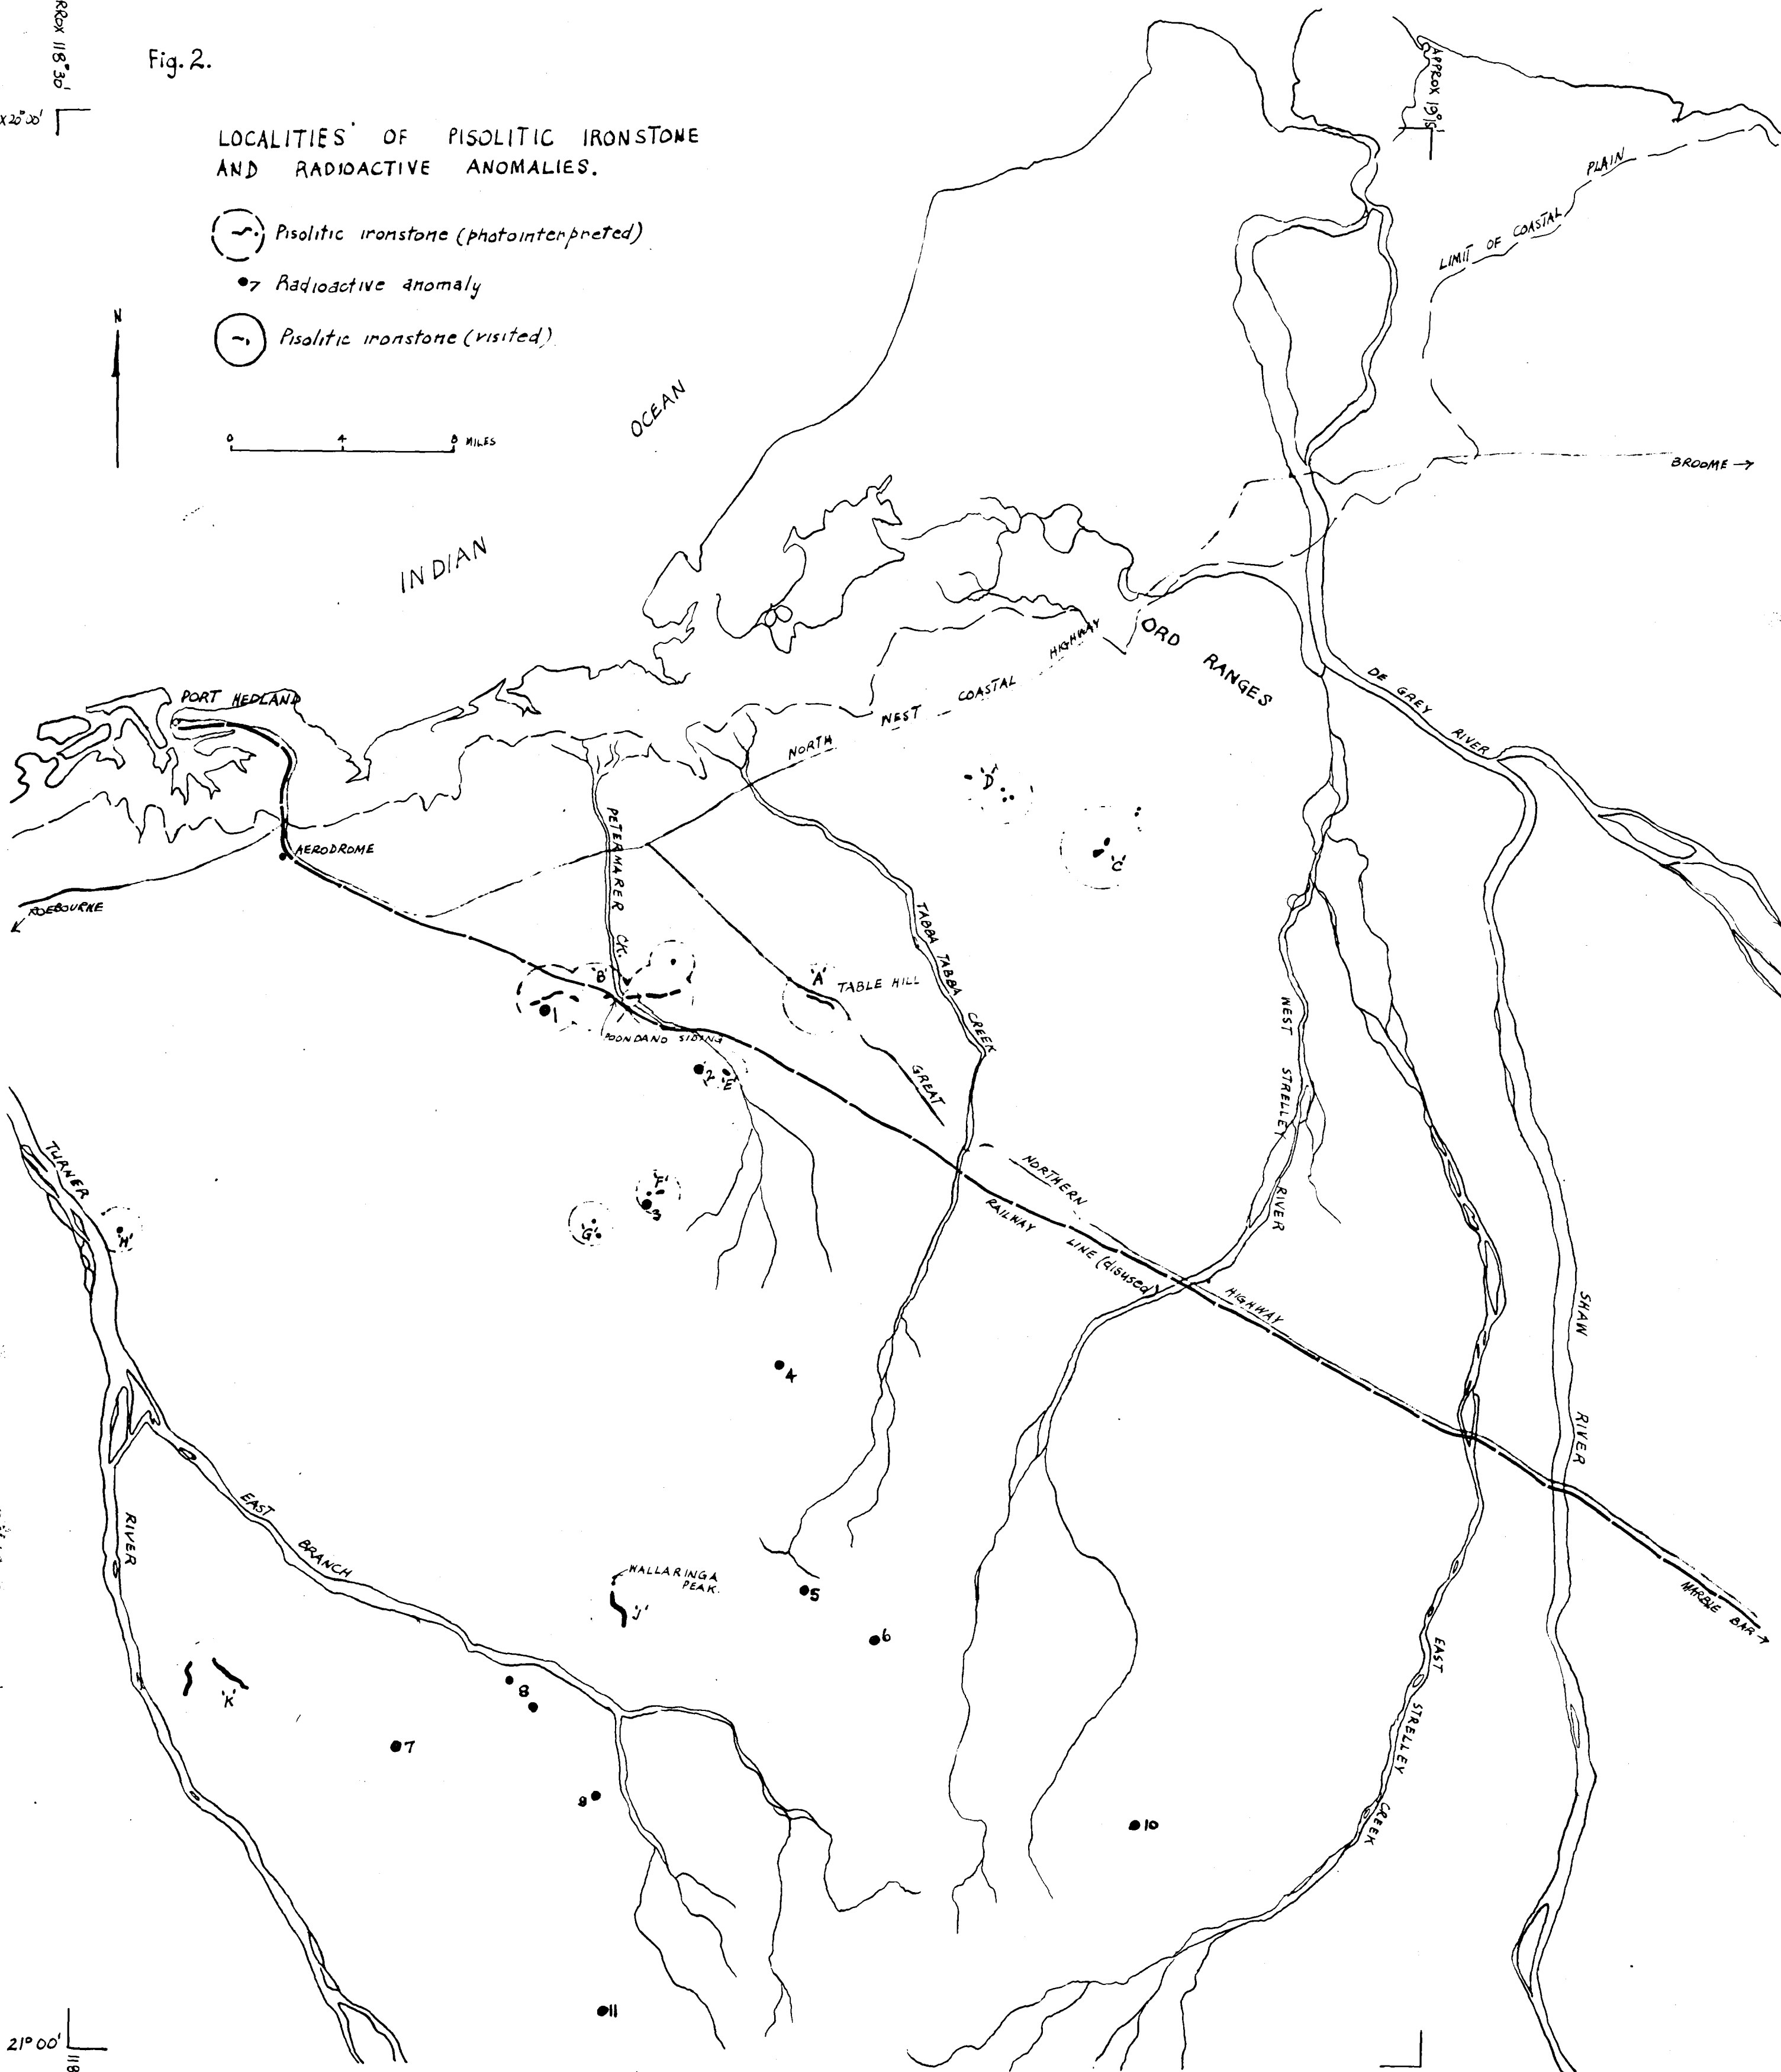 RROX 118°30'
Fig. 2.
X 20°00'
LOCALITIES OF PISOLITIC IRONSTONE
AND RADIOACTIVE ANOMALIES.
Pisolitic ironstone (photointerpreted)
7 Radioactive anomaly
Pisolitic ironstone (visited)
N
0 4 8 MILES
APPROX 19°15'
PLAIN
LIMIT OF COASTAL
BROOME →
OCEAN
INDIAN
ORD RANGES
HIGHWAY
COASTAL
WEST
NORTH
DE GREY
RIVER
PORT HEDLAND
AERODROME
ROEBOURNE
PETERMARER CK.
TABBA TABBA
CREEK
'D'
'C'
'B'
'A'
TABLE HILL
1
POONDANO SIDING
2
'E'
GREAT
WEST STRELLEY
RIVER
NORTHERN
RAILWAY
LINE (disused)
HIGHWAY
TURNER
'H'
'F'
3
'G'
SHAW
RIVER
4
EAST
BRANCH
RIVER
WALLARINGA
PEAK.
'J'
5
6
MARBLE BAR →
EAST
STRELLEY
CREEK
'K'
8
7
9
10
11
21°00'
118